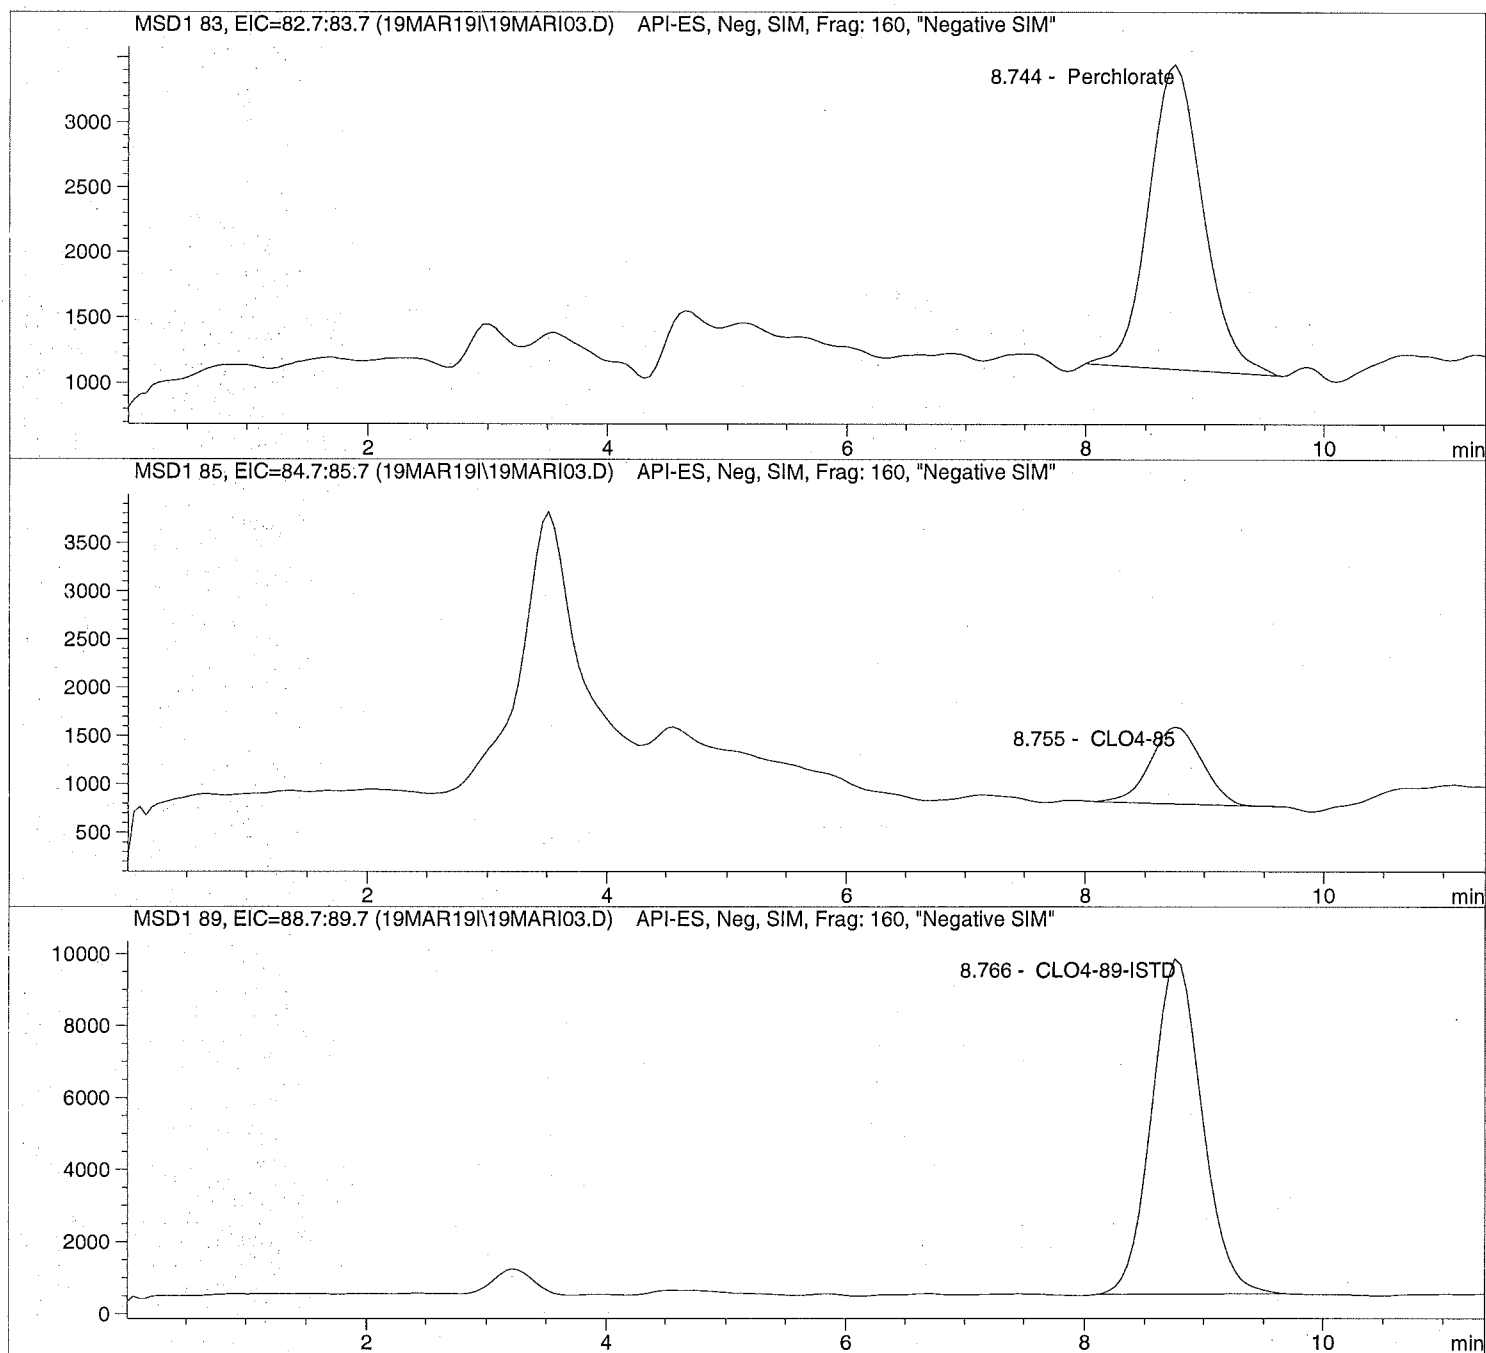 MSD1 83, EIC=82.7:83.7 (19MAR19I\19MARI03.D) API-ES, Neg, SIM, Frag: 160, "Negative SIM"
8.744 - Perchlorate
3000
2500
2000
1500
1000
2 4 6 8 10 min
MSD1 85, EIC=84.7:85.7 (19MAR19I\19MARI03.D) API-ES, Neg, SIM, Frag: 160, "Negative SIM"
3500
3000
2500
2000
1500
8.755 - CLO4-85
1000
500
2 4 6 8 10 min
MSD1 89, EIC=88.7:89.7 (19MAR19I\19MARI03.D) API-ES, Neg, SIM, Frag: 160, "Negative SIM"
10000
8.766 - CLO4-89-ISTD
8000
6000
4000
2000
0
2 4 6 8 10 min